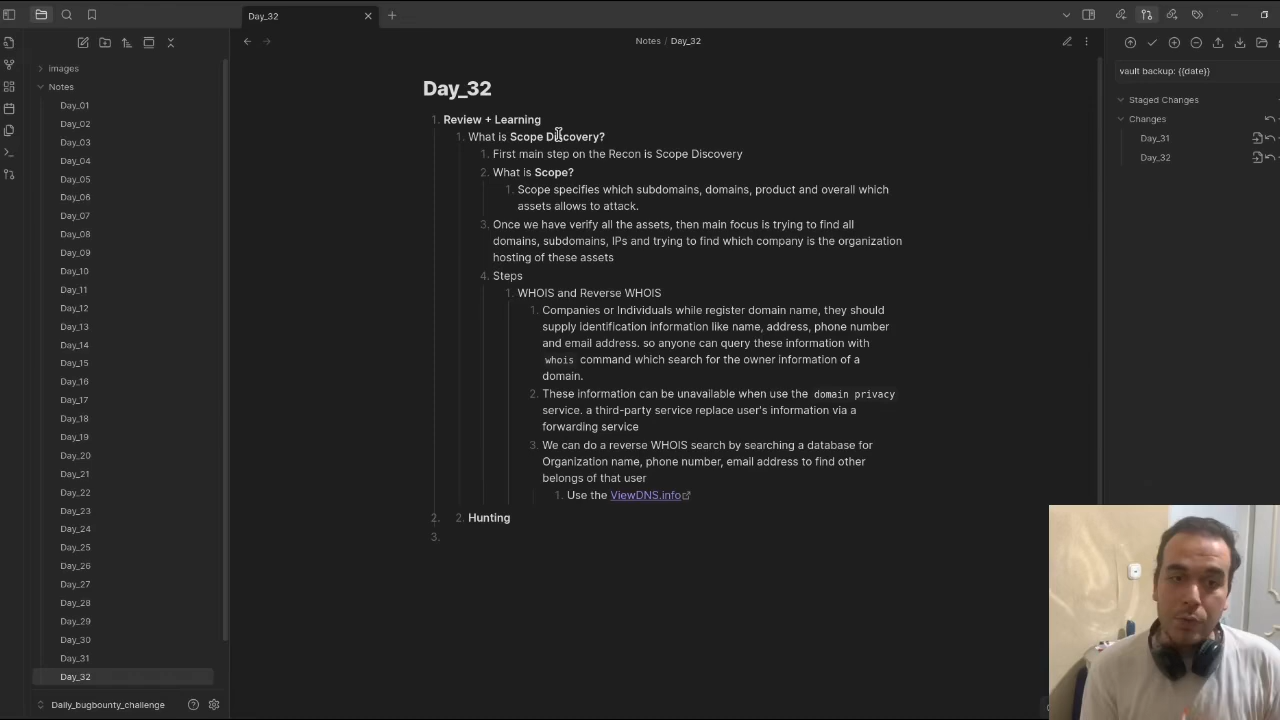 Day_32
Notes / Day_32
vault backup: {{date}}
images
Notes
Day_01
Day_02
Day_03
Day_04
Day_05
Day_06
Day_07
Day_08
Day_09
Day_10
Day_11
Day_12
Day_13
Day_14
Day_15
Day_16
Day_17
Day_18
Day_19
Day_20
Day_21
Day_22
Day_23
Day_24
Day_25
Day_26
Day_27
Day_28
Day_29
Day_30
Day_31
Day_32
Daily_bugbounty_challenge
Day_32
1. Review + Learning
1. What is Scope Discovery?
1. First main step on the Recon is Scope Discovery
2. What is Scope?
1. Scope specifies which subdomains, domains, product and overall which
assets allows to attack.
3. Once we have verify all the assets, then main focus is trying to find all
domains, subdomains, IPs and trying to find which company is the organization
hosting of these assets
4. Steps
1. WHOIS and Reverse WHOIS
1. Companies or Individuals while register domain name, they should
supply identification information like name, address, phone number
and email address. so anyone can query these information with
whois command which search for the owner information of a
domain.
2. These information can be unavailable when use the domain privacy
service. a third-party service replace user's information via a
forwarding service
3. We can do a reverse WHOIS search by searching a database for
Organization name, phone number, email address to find other
belongs of that user
1. Use the ViewDNS.info
2. 2. Hunting
3.
Staged Changes
Changes
Day_31
Day_32